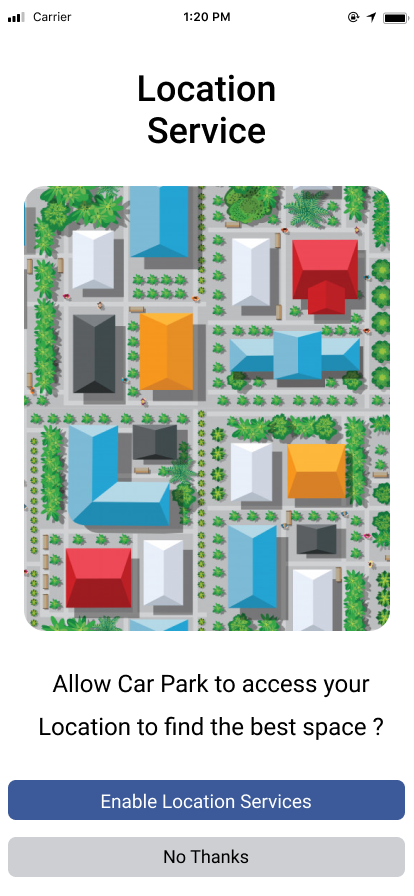 Carrier 1:20 PM
Location
Service
Allow Car Park to access your
Location to find the best space ?
Enable Location Services
No Thanks